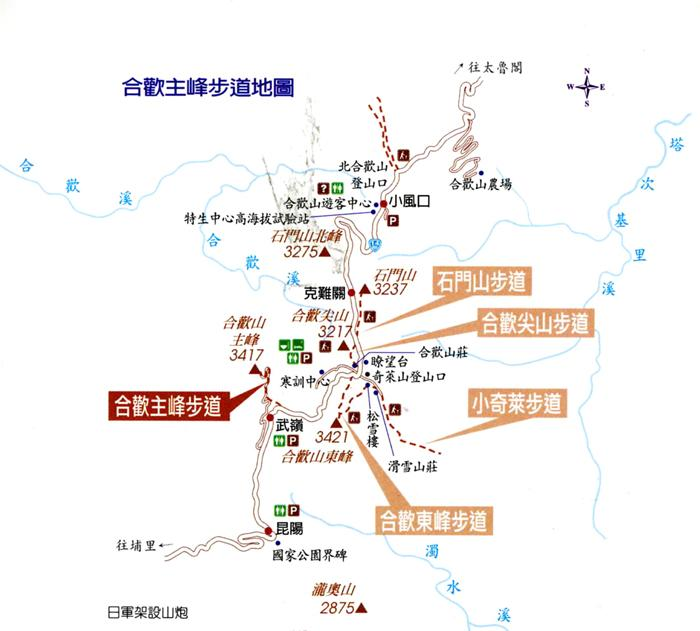 往太魯閣
合歡主峰步道地圖
N
W E
S
塔次基里溪
合歡溪
北合歡山
登山口
合歡山農場
?
合歡山遊客中心
小風口
特生中心高海拔試驗站
P
石門山北峰
3275
合歡溪
石門山
3237
石門山步道
克難關
合歡尖山
3217
合歡尖山步道
合歡山
主峰
3417
P
合歡山莊
瞭望台
寒訓中心
奇萊山登山口
合歡主峰步道
小奇萊步道
武嶺
P
3421
合歡山東峰
松雪樓
滑雪山莊
合歡東峰步道
P
昆陽
往埔里
國家公園界碑
濁水溪
瀧奧山
2875
日軍架設山炮